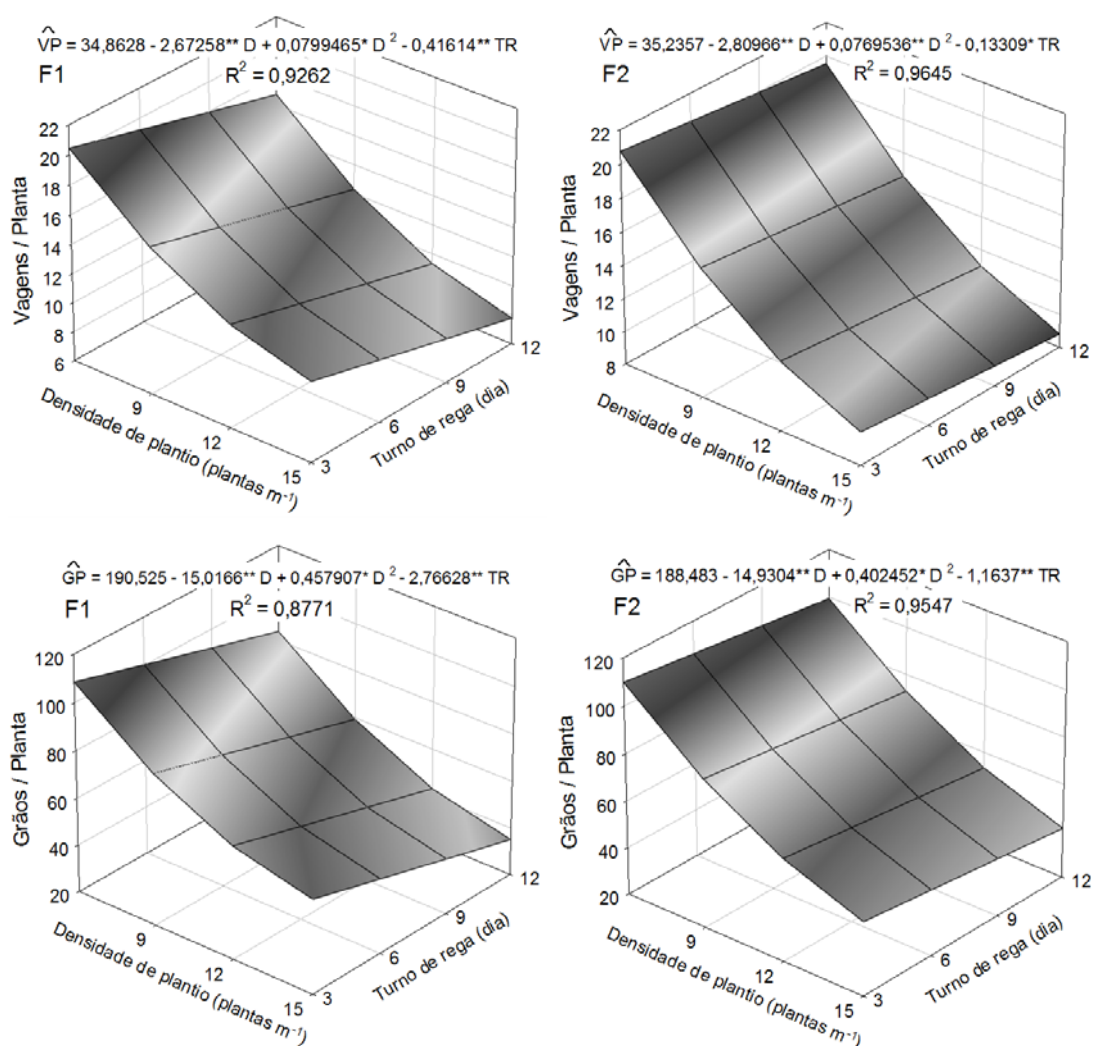 V̂P = 34,8628 - 2,67258** D + 0,0799465* D² - 0,41614** TR
F1
R² = 0,9262
22
20
18
16
14
12
10
8
6
Vagens / Planta
9
12
15
Densidade de plantio (plantas m⁻¹)
3
6
9
12
Turno de rega (dia)
V̂P = 35,2357 - 2,80966** D + 0,0769536** D² - 0,13309* TR
F2
R² = 0,9645
22
20
18
16
14
12
10
8
Vagens / Planta
9
12
15
Densidade de plantio (plantas m⁻¹)
3
6
9
12
Turno de rega (dia)
ĜP = 190,525 - 15,0166** D + 0,457907* D² - 2,76628** TR
F1
R² = 0,8771
120
100
80
60
40
20
Grãos / Planta
9
12
15
Densidade de plantio (plantas m⁻¹)
3
6
9
12
Turno de rega (dia)
ĜP = 188,483 - 14,9304** D + 0,402452* D² - 1,1637** TR
F2
R² = 0,9547
120
100
80
60
40
20
Grãos / Planta
9
12
15
Densidade de plantio (plantas m⁻¹)
3
6
9
12
Turno de rega (dia)